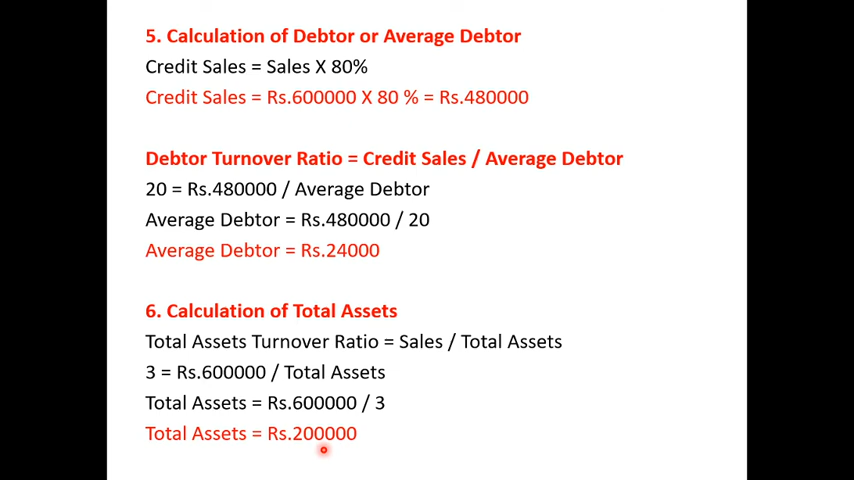 5. Calculation of Debtor or Average Debtor
Credit Sales = Sales X 80%
Credit Sales = Rs.600000 X 80 % = Rs.480000
Debtor Turnover Ratio = Credit Sales / Average Debtor
20 = Rs.480000 / Average Debtor
Average Debtor = Rs.480000 / 20
Average Debtor = Rs.24000
6. Calculation of Total Assets
Total Assets Turnover Ratio = Sales / Total Assets
3 = Rs.600000 / Total Assets
Total Assets = Rs.600000 / 3
Total Assets = Rs.200000